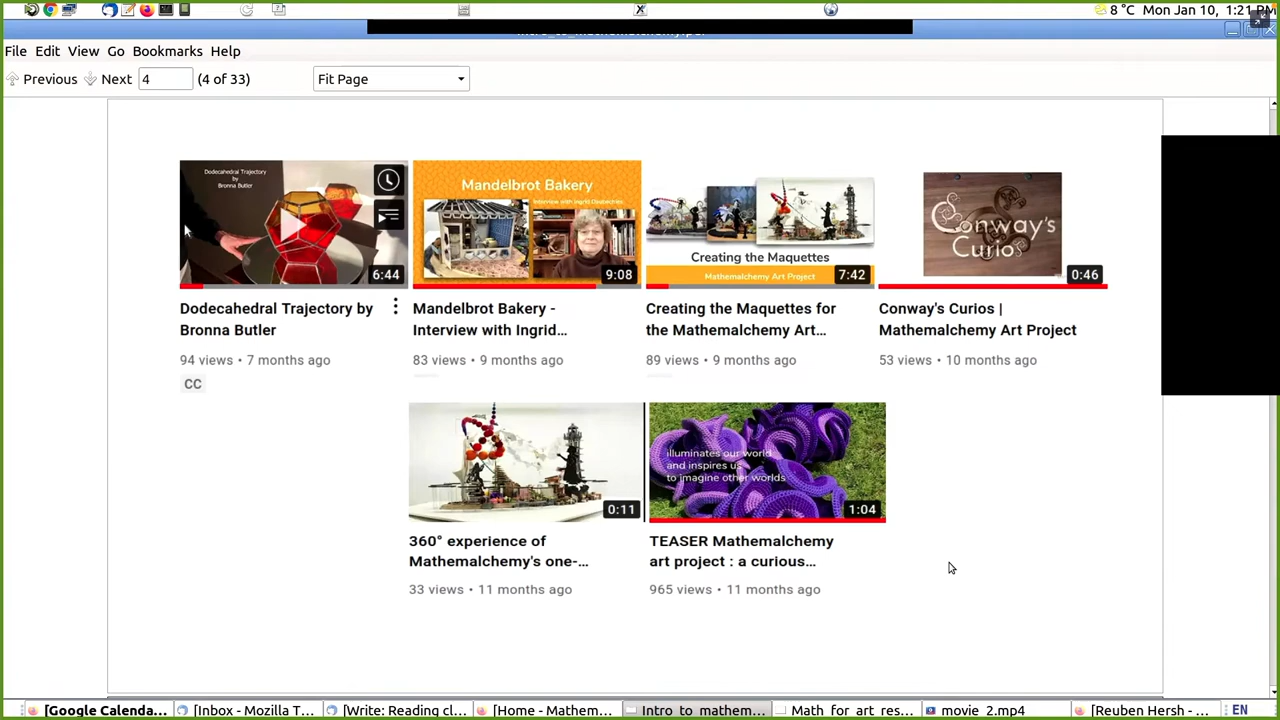 8 °C Mon Jan 10, 1:21 PM
File Edit View Go Bookmarks Help
Previous Next 4 (4 of 33) Fit Page
Dodecahedral Trajectory
by
Bronna Butler
6:44
Mandelbrot Bakery
Interview with Ingrid Daubechies
9:08
Creating the Maquettes
Mathemalchemy Art Project
7:42
Conway's
Curios
0:46
Dodecahedral Trajectory by
Bronna Butler
94 views • 7 months ago
CC
Mandelbrot Bakery -
Interview with Ingrid...
83 views • 9 months ago
Creating the Maquettes for
the Mathemalchemy Art...
89 views • 9 months ago
Conway's Curios |
Mathemalchemy Art Project
53 views • 10 months ago
0:11
illuminates our world
and inspires us
to imagine other worlds
1:04
360° experience of
Mathemalchemy's one-...
33 views • 11 months ago
TEASER Mathemalchemy
art project : a curious...
965 views • 11 months ago
[Google Calenda... [Inbox - Mozilla T... [Write: Reading cl... [Home - Mathem... Intro_to_mathem... Math_for_art_res... movie_2.mp4 [Reuben Hersh - ... EN